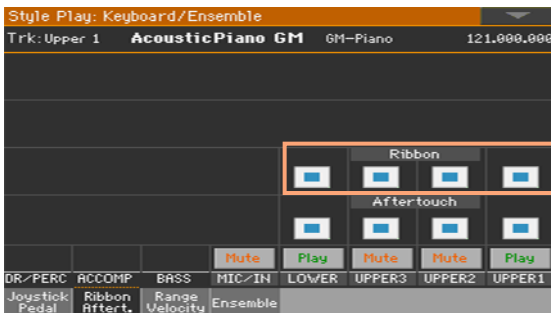 Style Play: Keyboard/Ensemble
Trk:Upper 1 AcousticPiano GM GM-Piano 121.000.000
Ribbon
Aftertouch
Mute Play Mute Mute Play
DR/PERC ACCOMP BASS MIC/IN LOWER UPPER3 UPPER2 UPPER1
Joystick Ribbon Range Ensemble
Pedal Aftert. Velocity